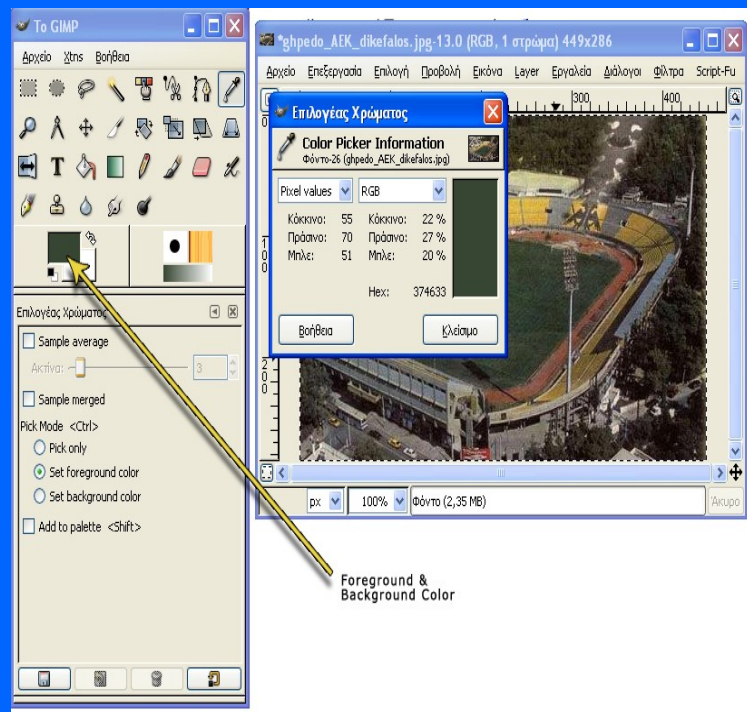 Το GIMP
Αρχείο Xtns Βοήθεια
Επιλογέας Χρώματος
Sample average
Ακτίνα: 3
Sample merged
Pick Mode <Ctrl>
Pick only
Set foreground color
Set background color
Add to palette <Shift>
*ghpedo_AEK_dikefalos.jpg-13.0 (RGB, 1 στρώμα) 449x286
Αρχείο Επεξεργασία Επιλογή Προβολή Εικόνα Layer Εργαλεία Διάλογοι Φίλτρα Script-Fu
300 400
0
100
200
Επιλογέας Χρώματος
Color Picker Information
Φόντο-26 (ghpedo_AEK_dikefalos.jpg)
Pixel values RGB
Κόκκινο: 55 Κόκκινο: 22 %
Πράσινο: 70 Πράσινο: 27 %
Μπλε: 51 Μπλε: 20 %
Hex: 374633
Βοήθεια Κλείσιμο
px 100% Φόντο (2,35 MB) Άκυρο
Foreground &
Background Color